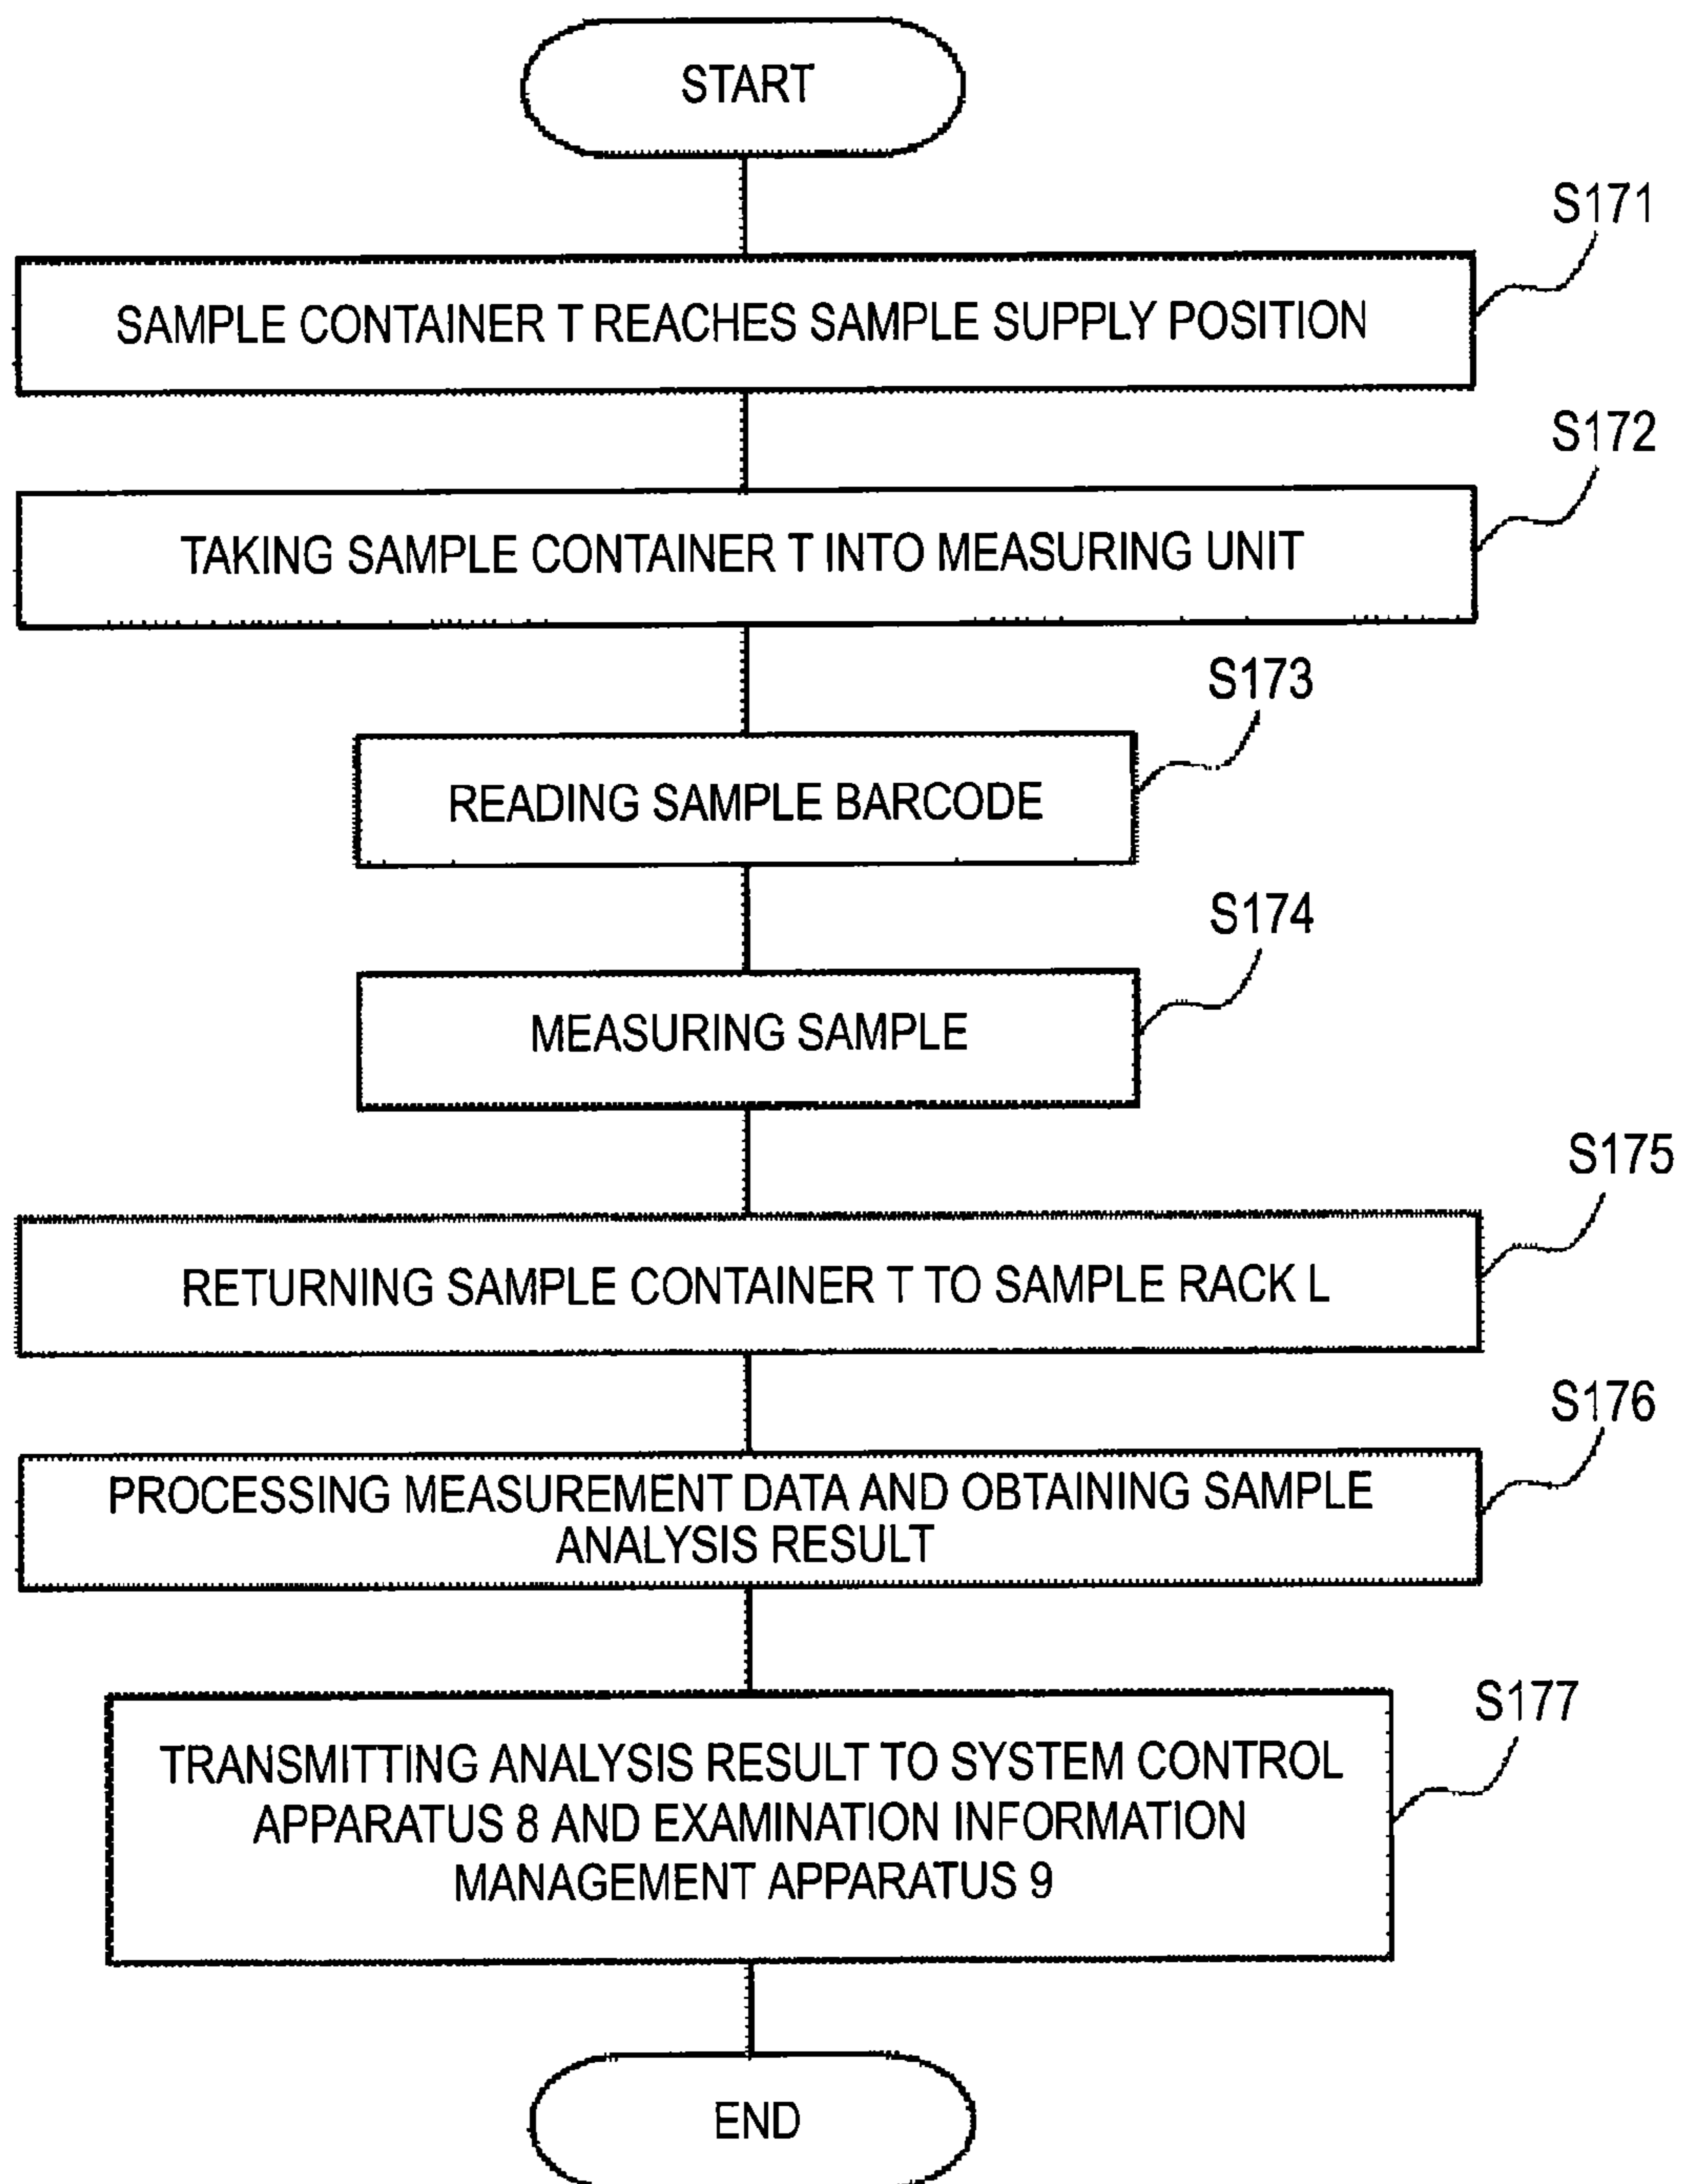 START
S171
SAMPLE CONTAINER T REACHES SAMPLE SUPPLY POSITION
S172
TAKING SAMPLE CONTAINER T INTO MEASURING UNIT
S173
READING SAMPLE BARCODE
S174
MEASURING SAMPLE
S175
RETURNING SAMPLE CONTAINER T TO SAMPLE RACK L
S176
PROCESSING MEASUREMENT DATA AND OBTAINING SAMPLE
ANALYSIS RESULT
S177
TRANSMITTING ANALYSIS RESULT TO SYSTEM CONTROL
APPARATUS 8 AND EXAMINATION INFORMATION
MANAGEMENT APPARATUS 9
END